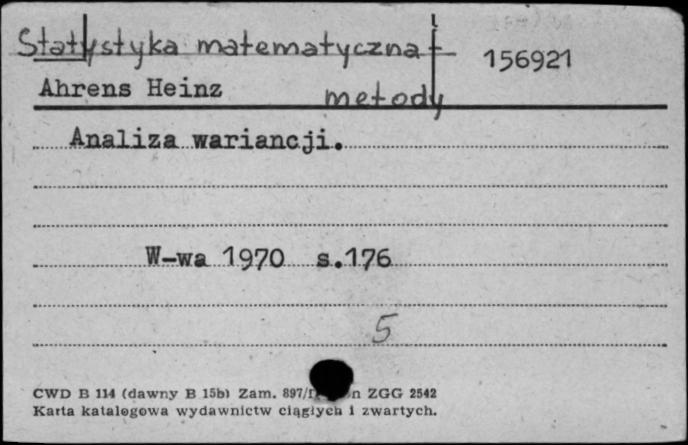 Statystyka matematyczna - 156921
Ahrens Heinz metody
Analiza wariancji.
W-wa 1970 s.176
5
CWD B 114 (dawny B 15b) Zam. 897/ ZGG 2542
Karta katalogowa wydawnictw ciągłych i zwartych.